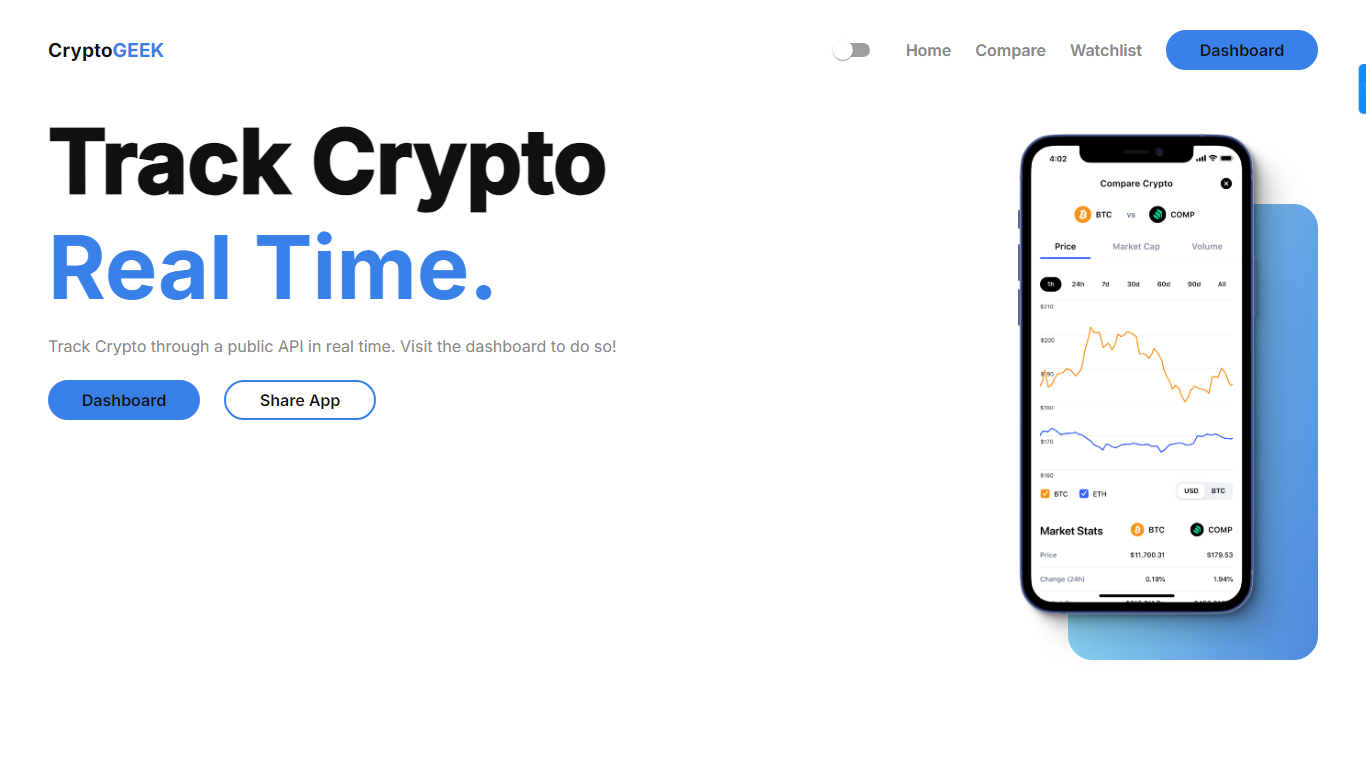 CryptoGEEK
Home Compare Watchlist Dashboard
Track Crypto
Real Time.
Track Crypto through a public API in real time. Visit the dashboard to do so!
Dashboard Share App
4:02
Compare Crypto
BTC vs COMP
Price Market Cap Volume
1h 24h 7d 30d 60d 90d All
$210
$200
$190
$180
$170
$160
BTC ETH USD BTC
Market Stats BTC COMP
Price $11,700.31 $179.53
Change (24h) 0.19% 1.94%